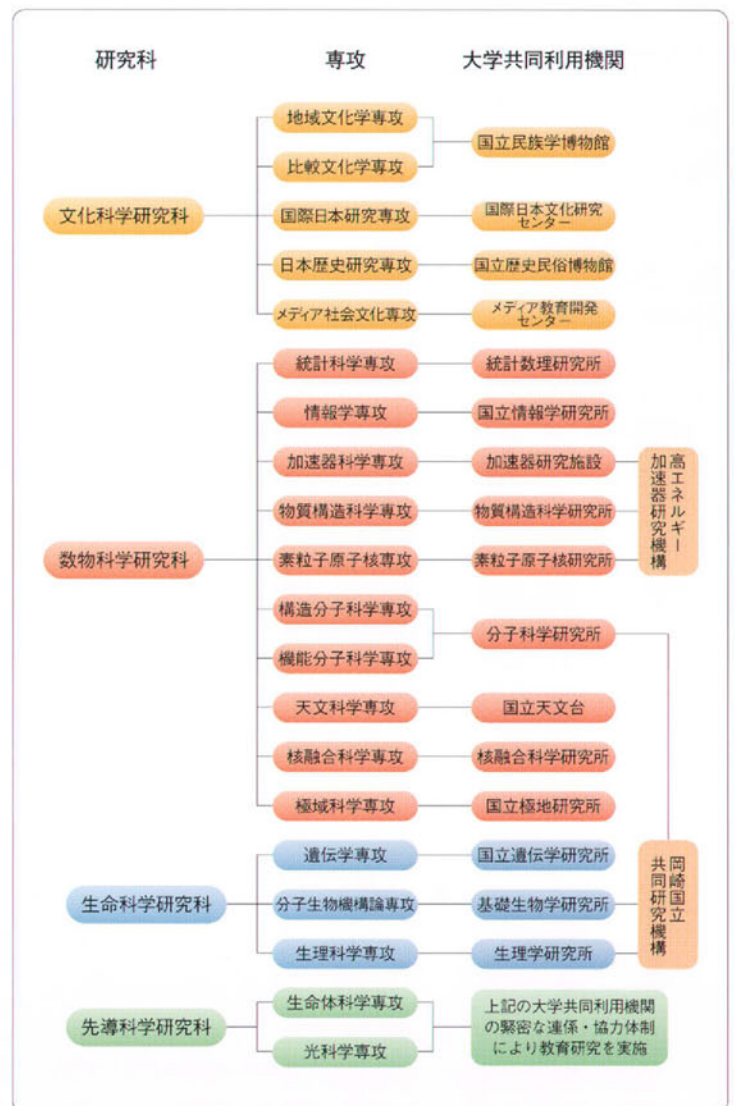 研究科
専攻
大学共同利用機関
文化科学研究科
地域文化学専攻
比較文化学専攻
国立民族学博物館
国際日本研究専攻
国際日本文化研究
センター
日本歴史研究専攻
国立歴史民俗博物館
メディア社会文化専攻
メディア教育開発
センター
数物科学研究科
統計科学専攻
統計数理研究所
情報学専攻
国立情報学研究所
加速器科学専攻
加速器研究施設
物質構造科学専攻
物質構造科学研究所
素粒子原子核専攻
素粒子原子核研究所
高エネルギー
加速器研究機構
構造分子科学専攻
機能分子科学専攻
分子科学研究所
天文科学専攻
国立天文台
核融合科学専攻
核融合科学研究所
極域科学専攻
国立極地研究所
生命科学研究科
遺伝学専攻
国立遺伝学研究所
分子生物機構論専攻
基礎生物学研究所
生理科学専攻
生理学研究所
岡崎国立
共同研究機構
先導科学研究科
生命体科学専攻
光科学専攻
上記の大学共同利用機関
の緊密な連係・協力体制
により教育研究を実施